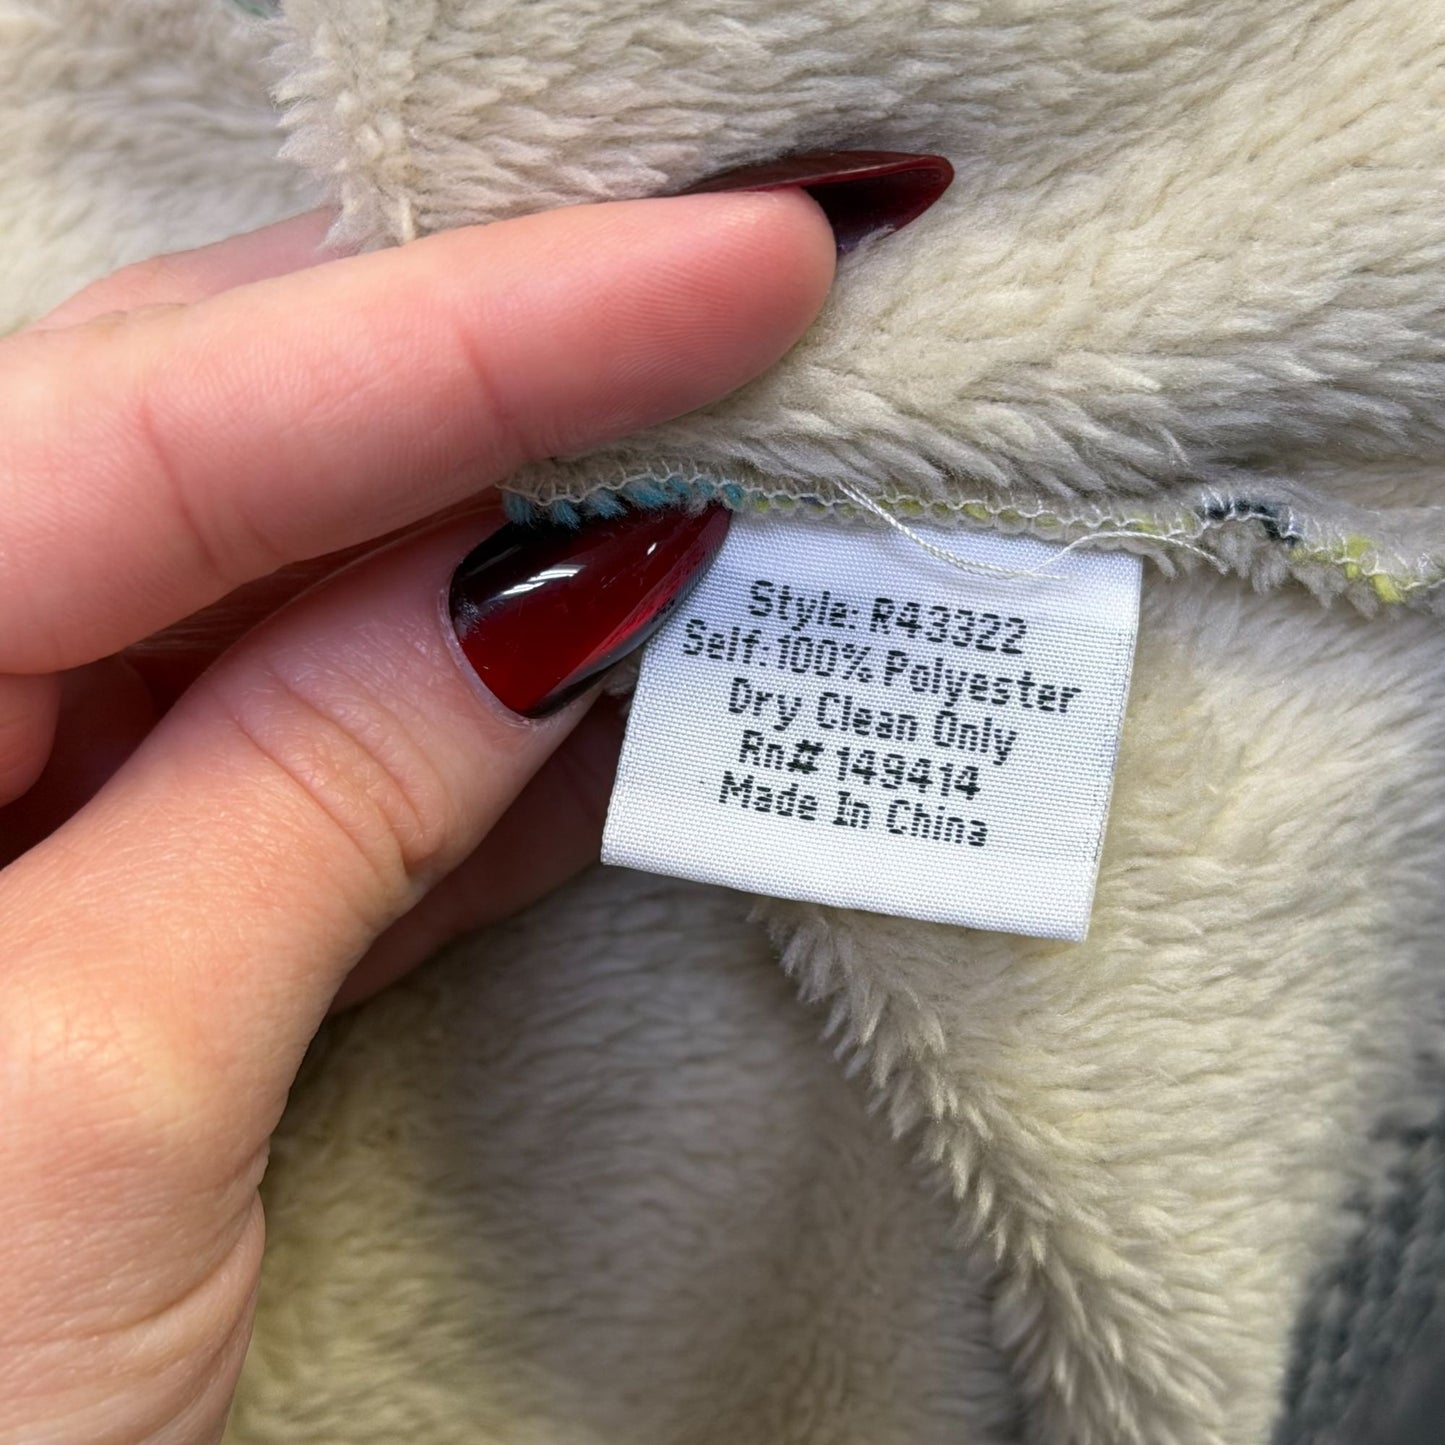 Style: R43322
Self: 100% Polyester
Dry Clean Only
Rn# 149414
Made In China